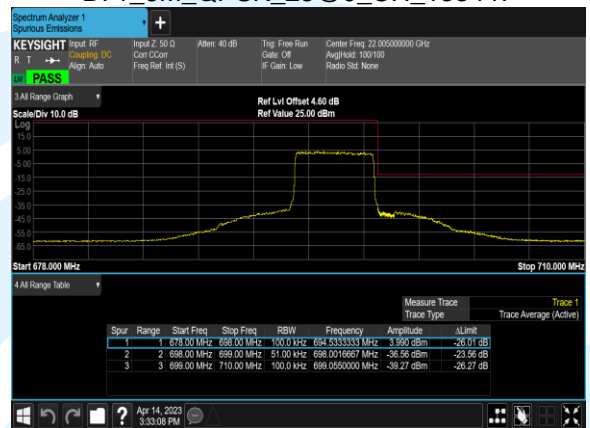 Spectrum Analyzer 1
Spurious Emissions
KEYSIGHT Input: RF Input Z: 50 Ω Atten: 40 dB Trig: Free Run Center Freq: 22.005000000 GHz
R T Coupling: DC Corr CCorr Gate: Off Avg|Hold: 100/100
Align: Auto Freq Ref: Int (S) IF Gain: Low Radio Std: None
PASS
3 All Range Graph
Ref Lvl Offset 4.60 dB
Scale/Div 10.0 dB Ref Value 25.00 dBm
Log
15.0
5.00
-5.00
-15.0
-25.0
-35.0
-45.0
-55.0
-65.0
Start 678.000 MHz Stop 710.000 MHz
4 All Range Table
Measure Trace Trace 1
Trace Type Trace Average (Active)
Spur Range Start Freq Stop Freq RBW Frequency Amplitude ΔLimit
1 1 678.00 MHz 698.00 MHz 100.0 kHz 694.5333333 MHz 3.990 dBm -26.01 dB
2 2 698.00 MHz 699.00 MHz 51.00 kHz 698.0016667 MHz -36.56 dBm -23.56 dB
3 3 699.00 MHz 710.00 MHz 100.0 kHz 699.0550000 MHz -39.27 dBm -26.27 dB
? Apr 14, 2023
3:33:08 PM